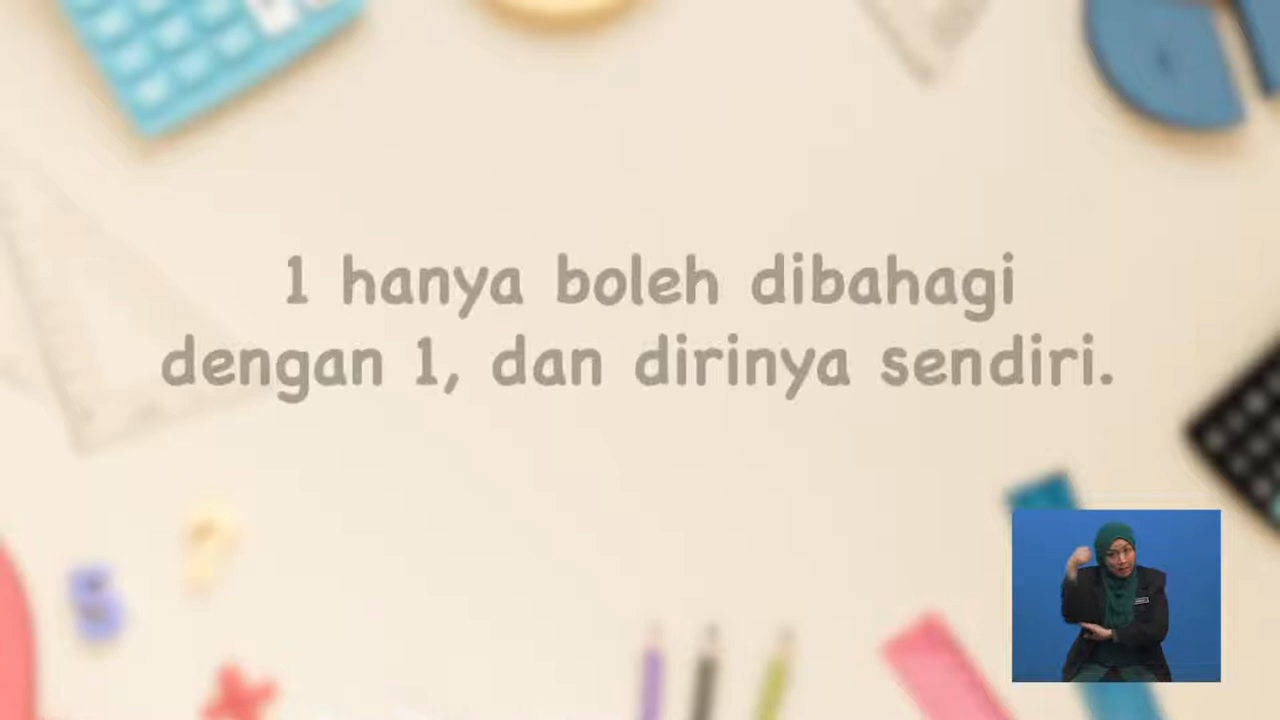 1 hanya boleh dibahagi
dengan 1, dan dirinya sendiri.